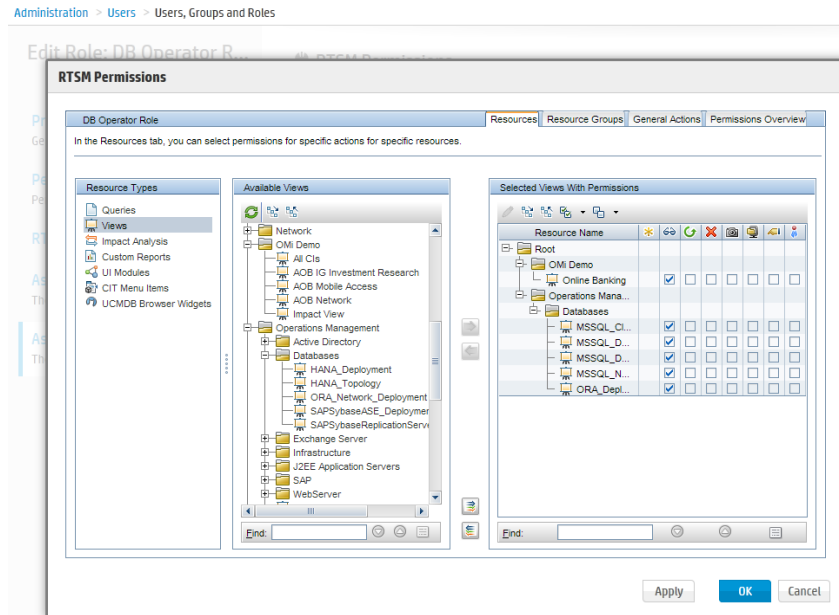 Administration > Users > Users, Groups and Roles
Edit Role: DB Operator R...
RTSM Permissions
RTSM Permissions
DB Operator Role
Resources
Resource Groups
General Actions
Permissions Overview
In the Resources tab, you can select permissions for specific actions for specific resources.
Resource Types
Queries
Views
Impact Analysis
Custom Reports
UI Modules
CIT Menu Items
UCMDB Browser Widgets
Available Views
Network
OMi Demo
All CIs
AOB IG Investment Research
AOB Mobile Access
AOB Network
Impact View
Operations Management
Active Directory
Databases
HANA_Deployment
HANA_Topology
ORA_Network_Deployment
SAPSybaseASE_Deploymen
SAPSybaseReplicationServe
Exchange Server
Infrastructure
J2EE Application Servers
SAP
WebServer
Find:
Selected Views With Permissions
Resource Name
Root
OMi Demo
Online Banking
Operations Mana...
Databases
MSSQL_Cl...
MSSQL_D...
MSSQL_D...
MSSQL_N...
ORA_Depl...
Find:
Apply
OK
Cancel